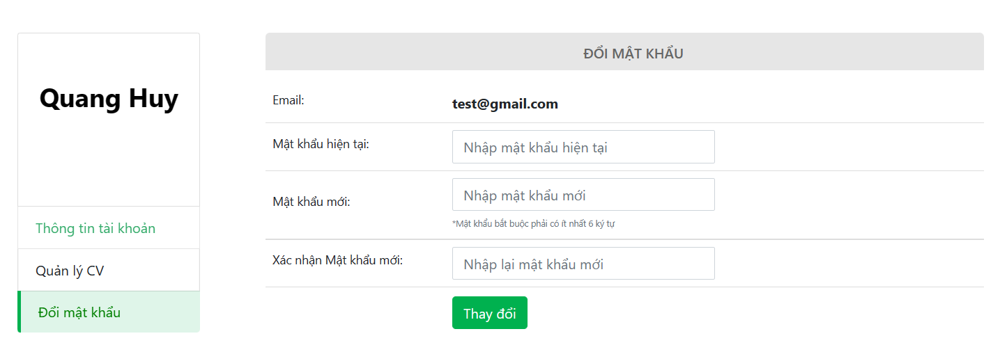 Quang Huy
Thông tin tài khoản
Quản lý CV
Đổi mật khẩu
ĐỔI MẬT KHẨU
Email:
test@gmail.com
Mật khẩu hiện tại:
Nhập mật khẩu hiện tại
Mật khẩu mới:
Nhập mật khẩu mới
*Mật khẩu bắt buộc phải có ít nhất 6 ký tự
Xác nhận Mật khẩu mới:
Nhập lại mật khẩu mới
Thay đổi